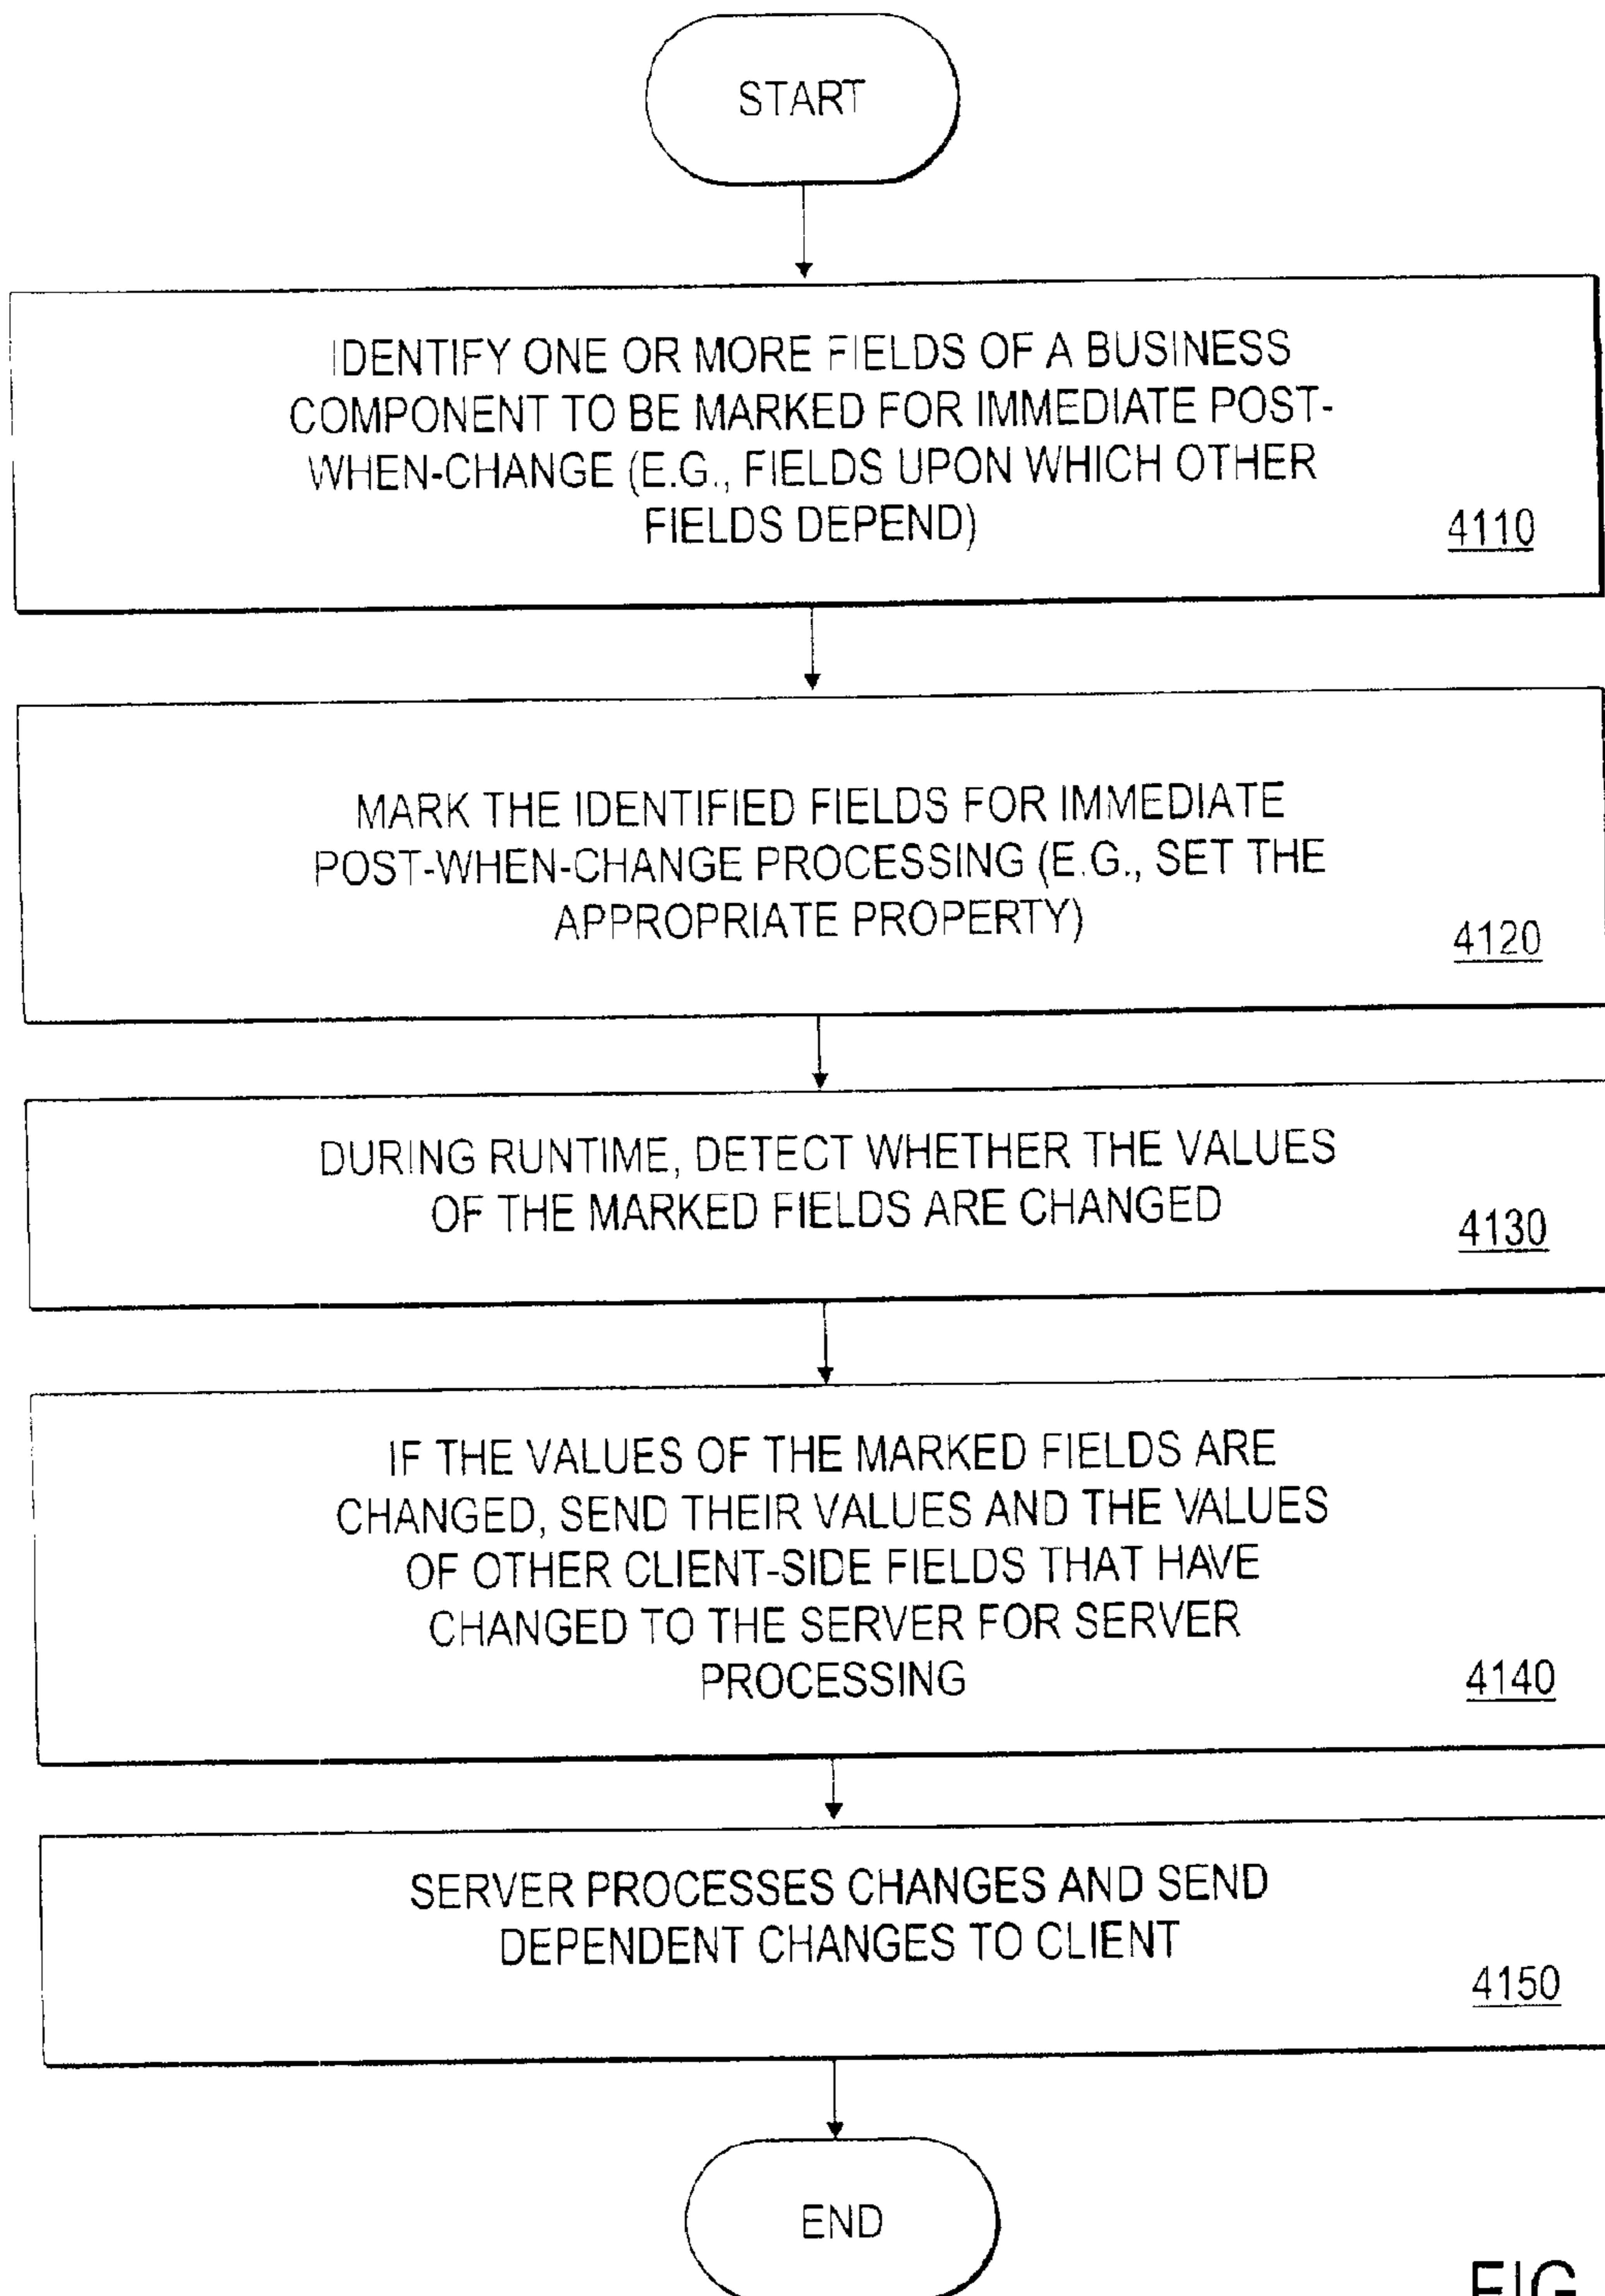 START
IDENTIFY ONE OR MORE FIELDS OF A BUSINESS
COMPONENT TO BE MARKED FOR IMMEDIATE POST-
WHEN-CHANGE (E.G., FIELDS UPON WHICH OTHER
FIELDS DEPEND)
4110
MARK THE IDENTIFIED FIELDS FOR IMMEDIATE
POST-WHEN-CHANGE PROCESSING (E.G., SET THE
APPROPRIATE PROPERTY)
4120
DURING RUNTIME, DETECT WHETHER THE VALUES
OF THE MARKED FIELDS ARE CHANGED
4130
IF THE VALUES OF THE MARKED FIELDS ARE
CHANGED, SEND THEIR VALUES AND THE VALUES
OF OTHER CLIENT-SIDE FIELDS THAT HAVE
CHANGED TO THE SERVER FOR SERVER
PROCESSING
4140
SERVER PROCESSES CHANGES AND SEND
DEPENDENT CHANGES TO CLIENT
4150
END
FIG